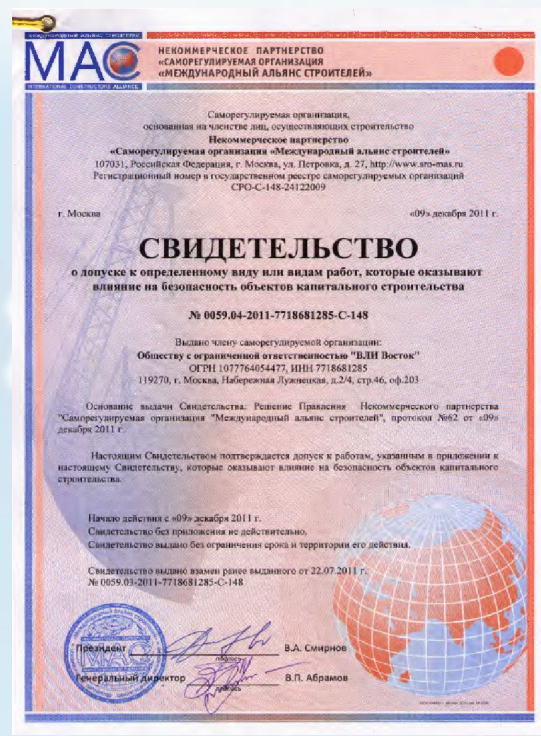 МЕЖДУНАРОДНЫЙ АЛЬЯНС СТРОИТЕЛЕЙ
МАС
INTERNATIONAL CONSTRUCTORS ALLIANCE
НЕКОММЕРЧЕСКОЕ ПАРТНЕРСТВО
«САМОРЕГУЛИРУЕМАЯ ОРГАНИЗАЦИЯ
«МЕЖДУНАРОДНЫЙ АЛЬЯНС СТРОИТЕЛЕЙ»
Саморегулируемая организация,
основанная на членстве лиц, осуществляющих строительство
Некоммерческое партнерство
«Саморегулируемая организация «Международный альянс строителей»
107031, Российская Федерация, г. Москва, ул. Петровка, д. 27, http://www.sro-mas.ru
Регистрационный номер в государственном реестре саморегулируемых организаций
СРО-С-148-24122009
г. Москва «09» декабря 2011 г.
СВИДЕТЕЛЬСТВО
о допуске к определенному виду или видам работ, которые оказывают
влияние на безопасность объектов капитального строительства
№ 0059.04-2011-7718681285-С-148
Выдано члену саморегулируемой организации:
Обществу с ограниченной ответственностью "ВЛИ Восток"
ОГРН 1077764054477, ИНН 7718681285
119270, г. Москва, Набережная Лужнецкая, д.2/4, стр.46, оф.203
Основание выдачи Свидетельства: Решение Правления Некоммерческого партнерства
"Саморегулируемая организация "Международный альянс строителей", протокол №62 от «09»
декабря 2011 г.
Настоящим Свидетельством подтверждается допуск к работам, указанным в приложении к
настоящему Свидетельству, которые оказывают влияние на безопасность объектов капитального
строительства.
Начало действия с «09» декабря 2011 г.
Свидетельство без приложения не действительно.
Свидетельство выдано без ограничения срока и территории его действия.
Свидетельство выдано взамен ранее выданного от 22.07.2011 г.
№ 0059.03-2011-7718681285-С-148
Президент В.А. Смирнов
подпись
Генеральный директор В.П. Абрамов
подпись
МАС